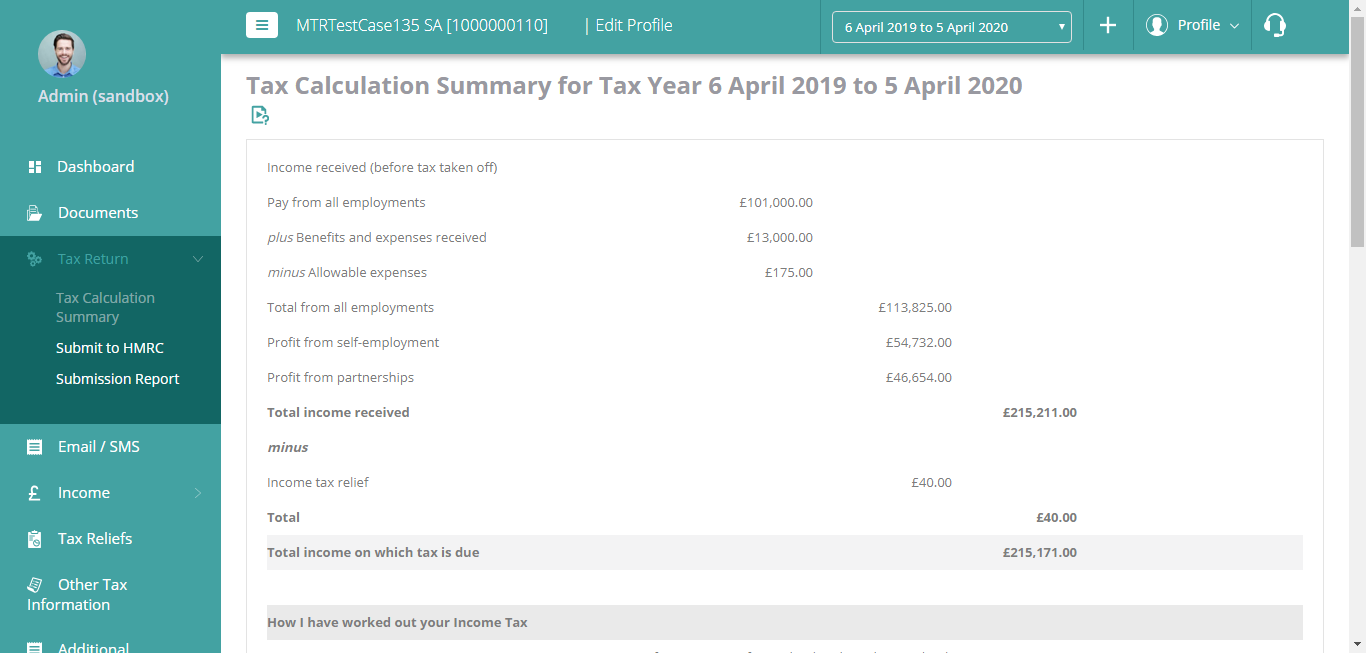 MTRTestCase135 SA [1000000110] | Edit Profile
6 April 2019 to 5 April 2020
Profile
Admin (sandbox)
Dashboard
Documents
Tax Return
Tax Calculation
Summary
Submit to HMRC
Submission Report
Email / SMS
Income
Tax Reliefs
Other Tax
Information
Additional
Tax Calculation Summary for Tax Year 6 April 2019 to 5 April 2020
Income received (before tax taken off)
Pay from all employments £101,000.00
plus Benefits and expenses received £13,000.00
minus Allowable expenses £175.00
Total from all employments £113,825.00
Profit from self-employment £54,732.00
Profit from partnerships £46,654.00
Total income received £215,211.00
minus
Income tax relief £40.00
Total £40.00
Total income on which tax is due £215,171.00
How I have worked out your Income Tax